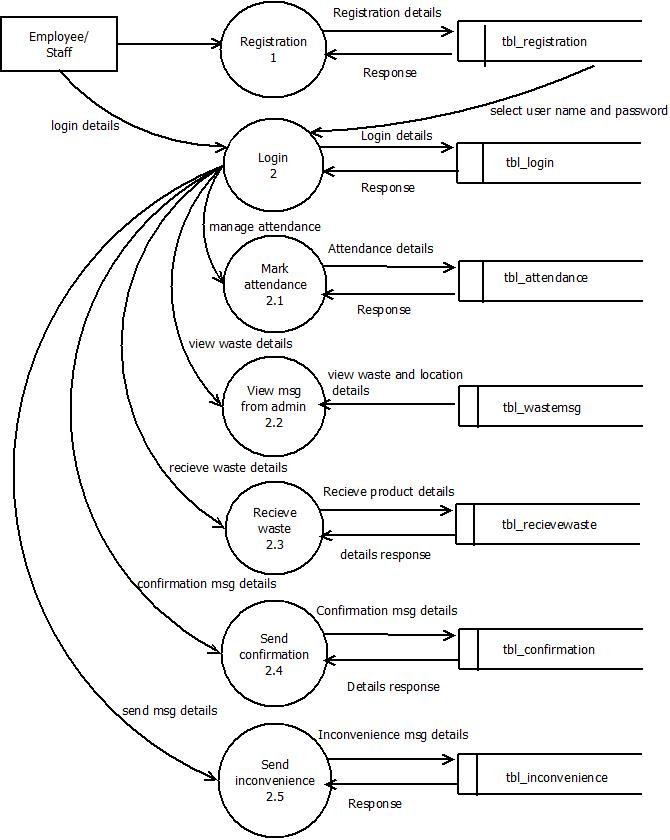 Employee/
Staff
Registration
1
Registration details
Response
tbl_registration
login details
select user name and password
Login
2
Login details
Response
tbl_login
manage attendance
Mark
attendance
2.1
Attendance details
Response
tbl_attendance
view waste details
View msg
from admin
2.2
view waste and location
details
tbl_wastemsg
recieve waste details
Recieve
waste
2.3
Recieve product details
details response
tbl_recievewaste
confirmation msg details
Send
confirmation
2.4
Confirmation msg details
Details response
tbl_confirmation
send msg details
Send
inconvenience
2.5
Inconvenience msg details
Response
tbl_inconvenience